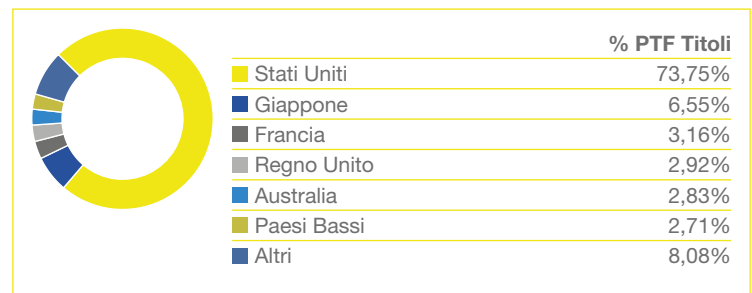 % PTF Titoli
Stati Uniti 73,75%
Giappone 6,55%
Francia 3,16%
Regno Unito 2,92%
Australia 2,83%
Paesi Bassi 2,71%
Altri 8,08%